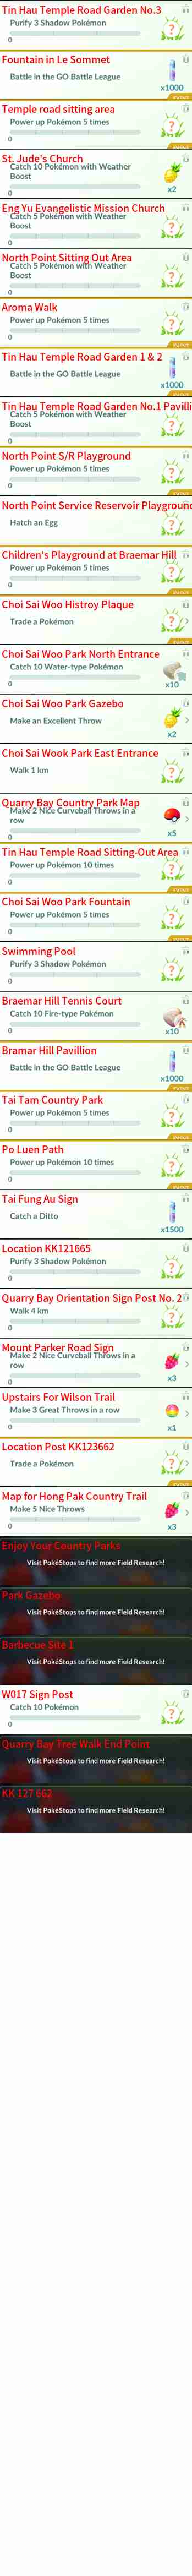 Tin Hau Temple Road Garden No.3
Purify 3 Shadow Pokémon
0
Fountain in Le Sommet
Battle in the GO Battle League
x1000
EVENT
Temple road sitting area
Power up Pokémon 5 times
?
0
EVENT
St. Jude's Church
Catch 10 Pokémon with Weather
Boost
x2
0
Eng Yu Evangelistic Mission Church
Catch 5 Pokémon with Weather
Boost
?
0
North Point Sitting Out Area
Catch 5 Pokémon with Weather
Boost
?
0
Aroma Walk
Power up Pokémon 5 times
?
0
EVENT
Tin Hau Temple Road Garden 1 & 2
Battle in the GO Battle League
x1000
EVENT
Tin Hau Temple Road Garden No.1 Pavilli
Catch 5 Pokémon with Weather
Boost
?
0
North Point S/R Playground
Power up Pokémon 5 times
?
0
EVENT
North Point Service Reservoir Playground
Hatch an Egg
?
Children's Playground at Braemar Hill
Power up Pokémon 5 times
?
0
EVENT
Choi Sai Woo Histroy Plaque
Trade a Pokémon
?
Choi Sai Woo Park North Entrance
Catch 10 Water-type Pokémon
0
x10
Choi Sai Woo Park Gazebo
Make an Excellent Throw
x2
Choi Sai Wook Park East Entrance
Walk 1 km
?
Quarry Bay Country Park Map
Make 2 Nice Curveball Throws in a
row
x5
0
Tin Hau Temple Road Sitting-Out Area
Power up Pokémon 10 times
?
0
EVENT
Choi Sai Woo Park Fountain
Power up Pokémon 5 times
?
0
EVENT
Swimming Pool
Purify 3 Shadow Pokémon
?
0
Braemar Hill Tennis Court
Catch 10 Fire-type Pokémon
0
x10
Bramar Hill Pavillion
Battle in the GO Battle League
x1000
EVENT
Tai Tam Country Park
Power up Pokémon 5 times
?
0
EVENT
Po Luen Path
Power up Pokémon 10 times
?
0
EVENT
Tai Fung Au Sign
Catch a Ditto
x1500
Location KK121665
Purify 3 Shadow Pokémon
?
0
Quarry Bay Orientation Sign Post No. 2
Walk 4 km
?
0
Mount Parker Road Sign
Make 2 Nice Curveball Throws in a
row
x3
0
Upstairs For Wilson Trail
Make 3 Great Throws in a row
0
x1
Location Post KK123662
Trade a Pokémon
?
EVENT
Map for Hong Pak Country Trail
Make 5 Nice Throws
0
x3
Enjoy Your Country Parks
Visit PokéStops to find more Field Research!
Park Gazebo
Visit PokéStops to find more Field Research!
Barbecue Site 1
Visit PokéStops to find more Field Research!
W017 Sign Post
Catch 10 Pokémon
?
0
Quarry Bay Tree Walk End Point
Visit PokéStops to find more Field Research!
KK 127 662
Visit PokéStops to find more Field Research!